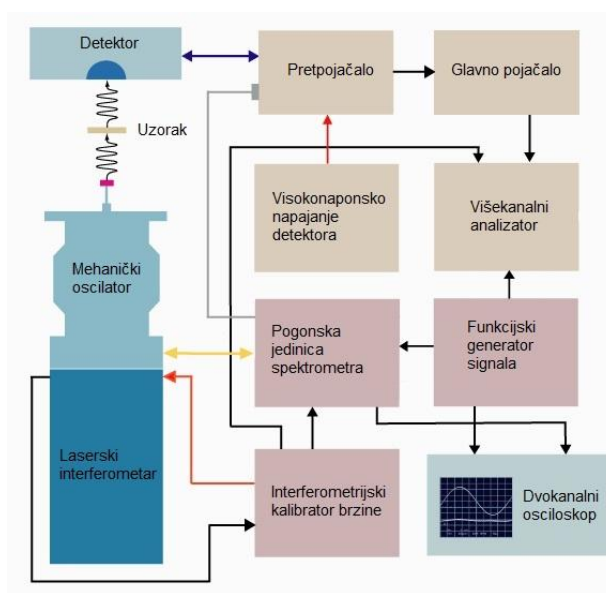 Detektor
Pretpojačalo
Glavno pojačalo
Uzorak
Visokonaponsko
napajanje
detektora
Višekanalni
analizator
Mehanički
oscilator
Pogonska
jedinica
spektrometra
Funkcijski
generator
signala
Laserski
interferometar
Interferometrijski
kalibrator brzine
Dvokanalni
osciloskop